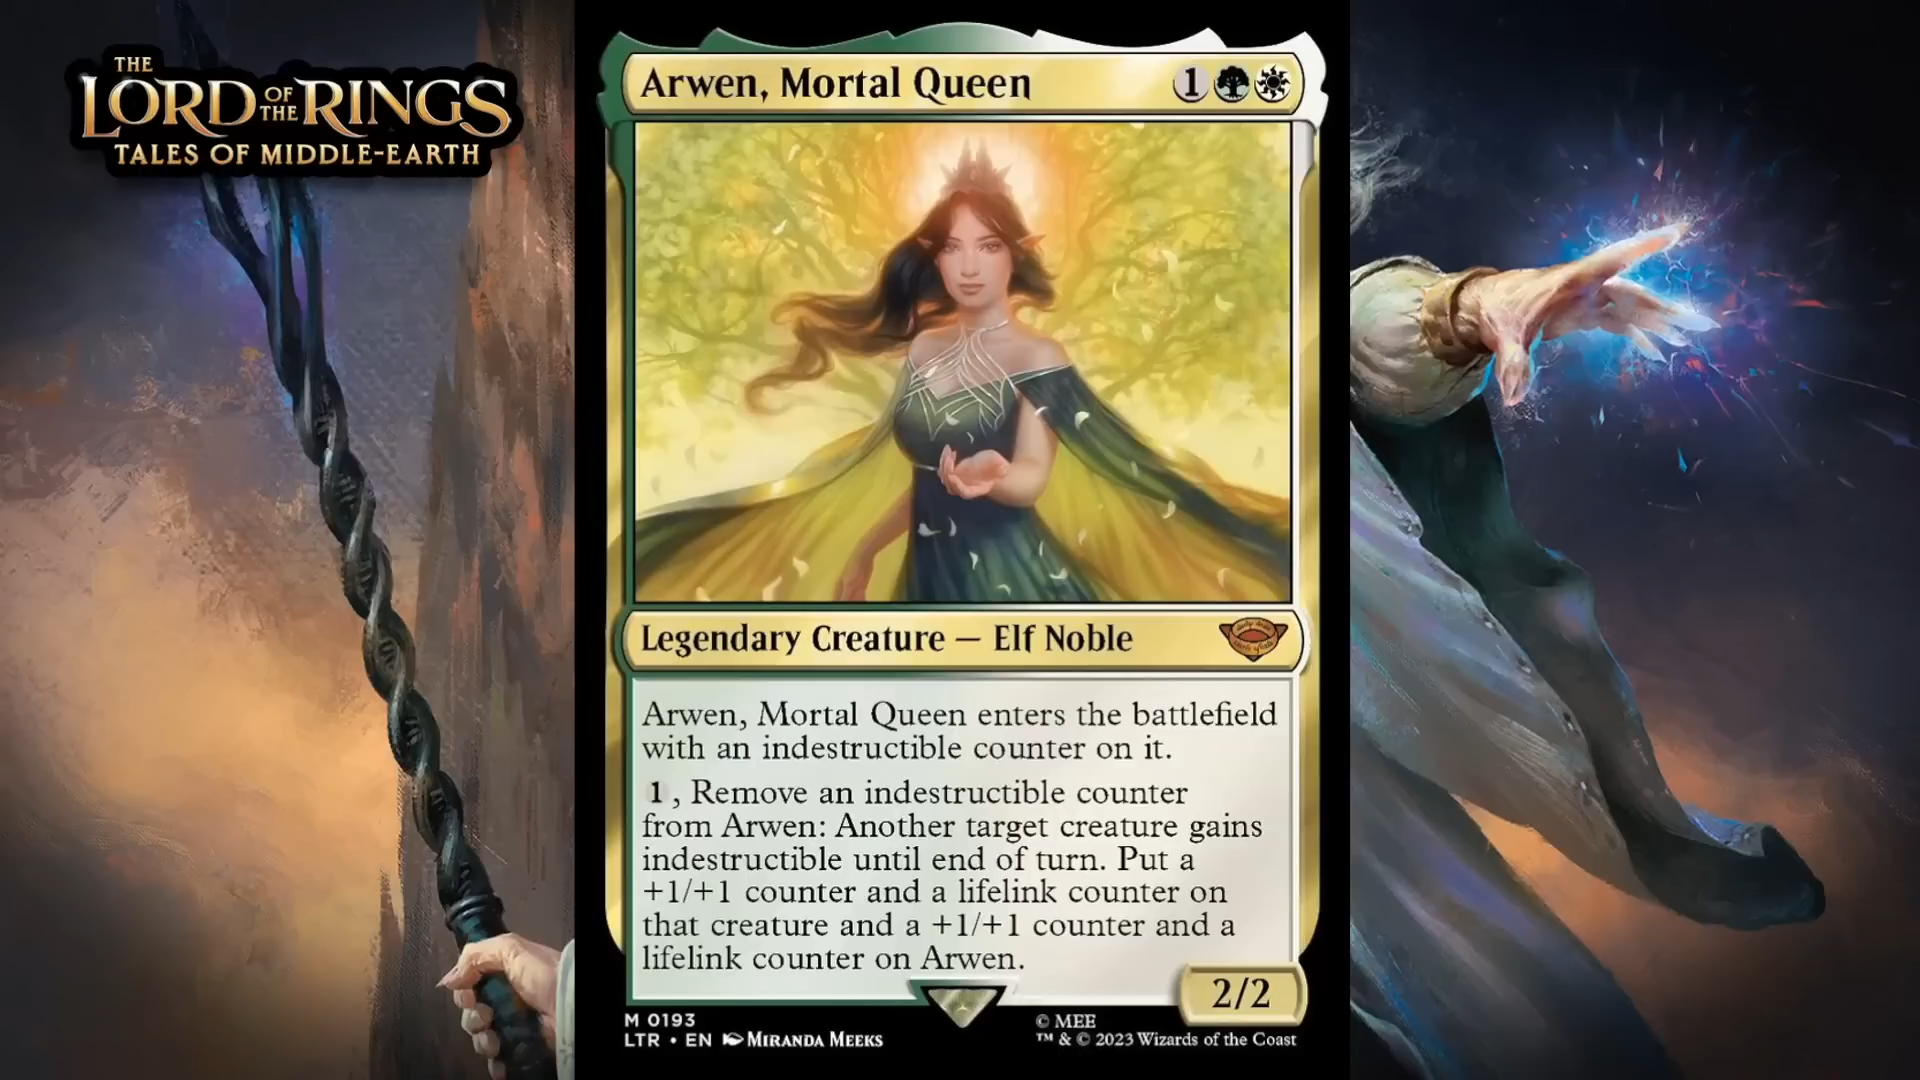 THE
LORD OF THE RINGS
TALES OF MIDDLE-EARTH
Arwen, Mortal Queen 1
Legendary Creature — Elf Noble
Arwen, Mortal Queen enters the battlefield
with an indestructible counter on it.
1, Remove an indestructible counter
from Arwen: Another target creature gains
indestructible until end of turn. Put a
+1/+1 counter and a lifelink counter on
that creature and a +1/+1 counter and a
lifelink counter on Arwen.
2/2
M 0193
LTR • EN MIRANDA MEEKS
© MEE
™ & © 2023 Wizards of the Coast